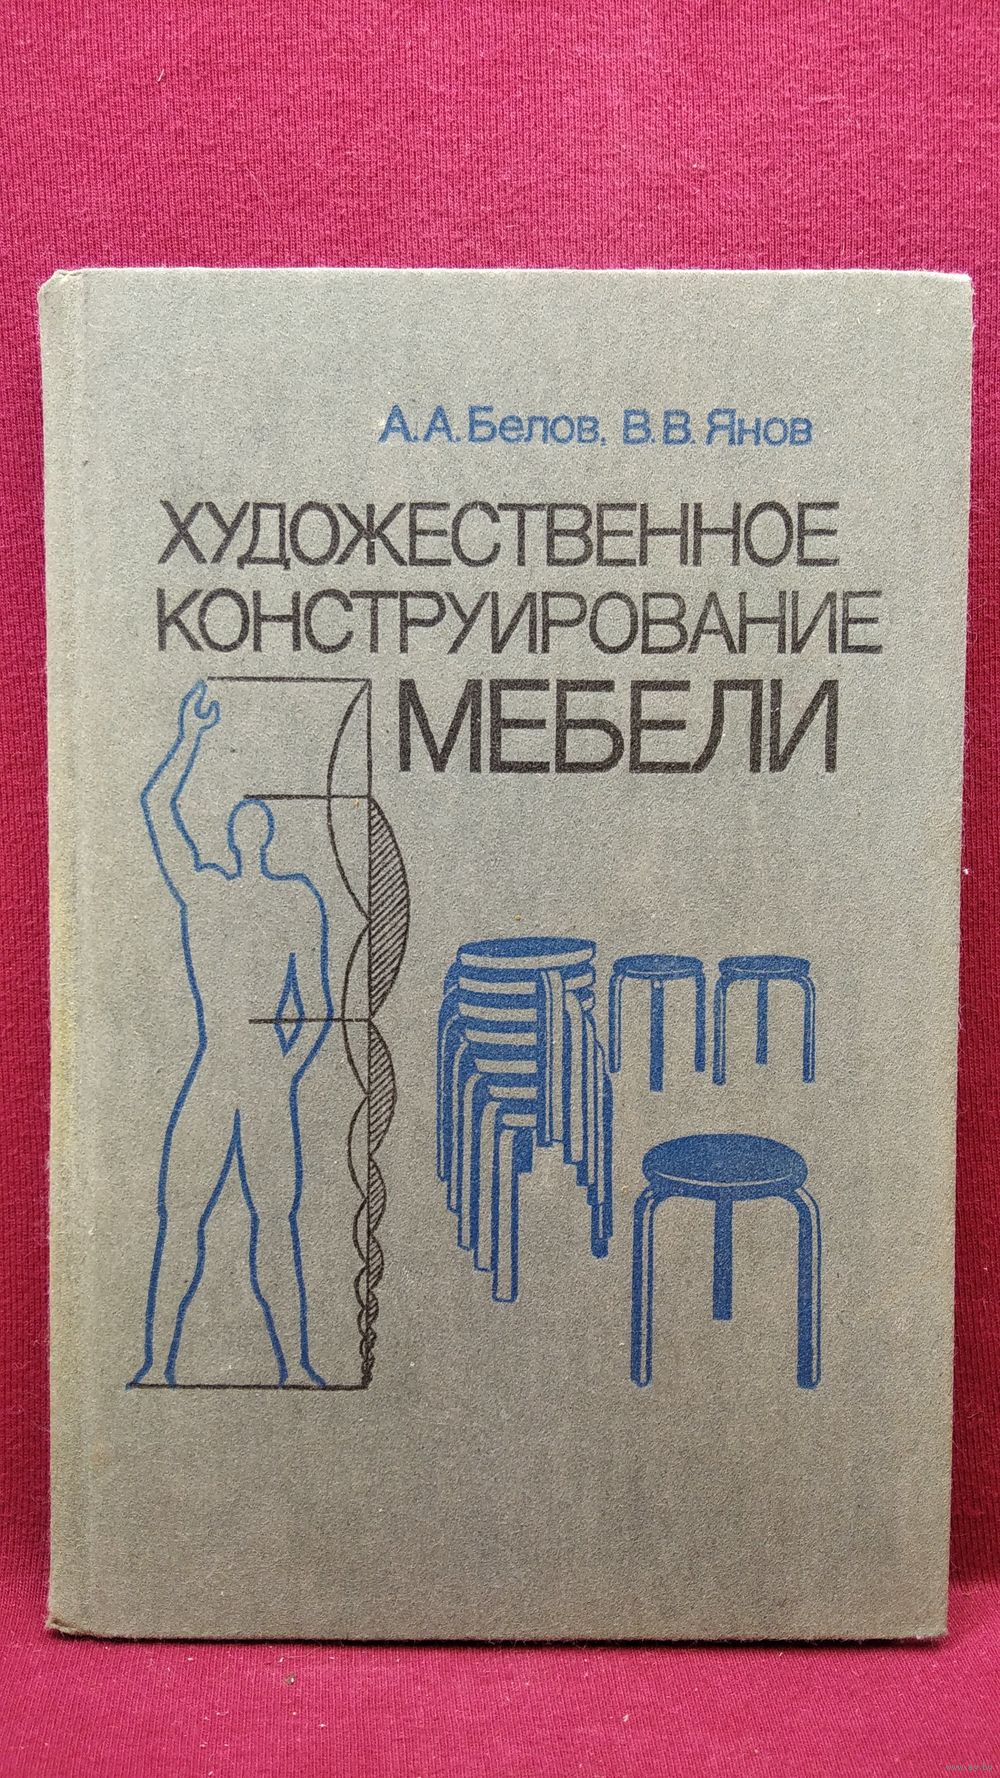 А.А.Белов, В.В.Янов
ХУДОЖЕСТВЕННОЕ
КОНСТРУИРОВАНИЕ
МЕБЕЛИ